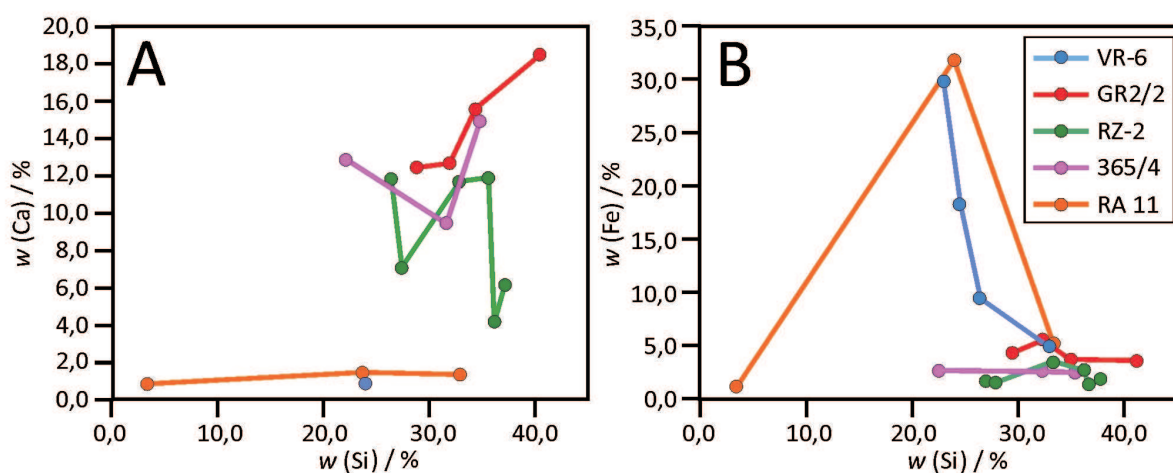 A
w (Ca) / %
20,0
18,0
16,0
14,0
12,0
10,0
8,0
6,0
4,0
2,0
0,0
0,0 10,0 20,0 30,0 40,0
w (Si) / %
B
w (Fe) / %
35,0
30,0
25,0
20,0
15,0
10,0
5,0
0,0
0,0 10,0 20,0 30,0 40,0
w (Si) / %
VR-6
GR2/2
RZ-2
365/4
RA 11